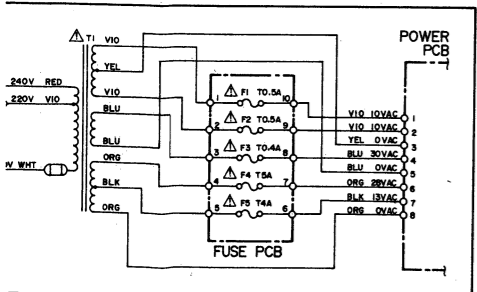 ⚠ T1
VIO
YEL
VIO
BLU
BLU
ORG
BLK
ORG
240V RED
220V VIO
V WHT
⚠ F1 T0.5A
1 10
⚠ F2 T0.5A
2 9
⚠ F3 T0.4A
3 8
⚠ F4 T5A
4 7
⚠ F5 T4A
5 6
FUSE PCB
POWER
PCB
VIO 10VAC 1
VIO 10VAC 2
YEL 0VAC 3
BLU 30VAC 4
BLU 0VAC 5
ORG 28VAC 6
BLK 13VAC 7
ORG 0VAC 8